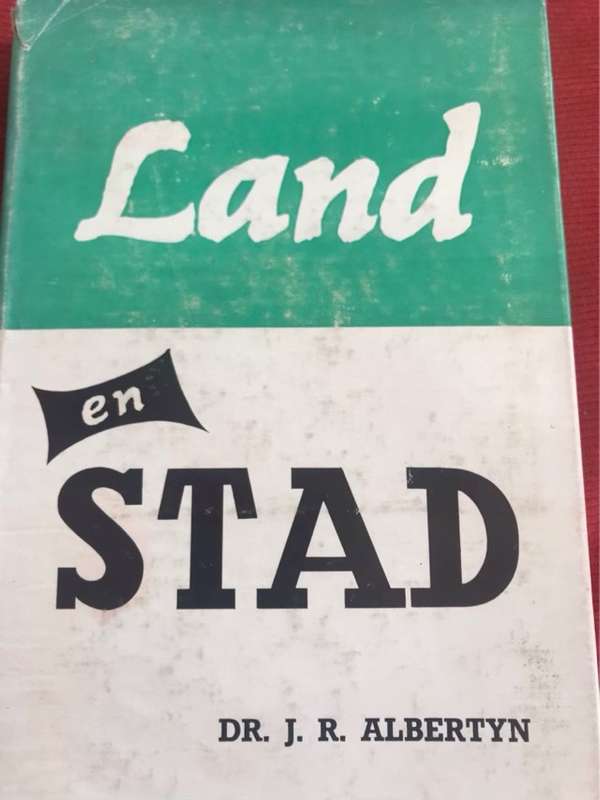 Land
en
STAD
DR. J. R. ALBERTYN